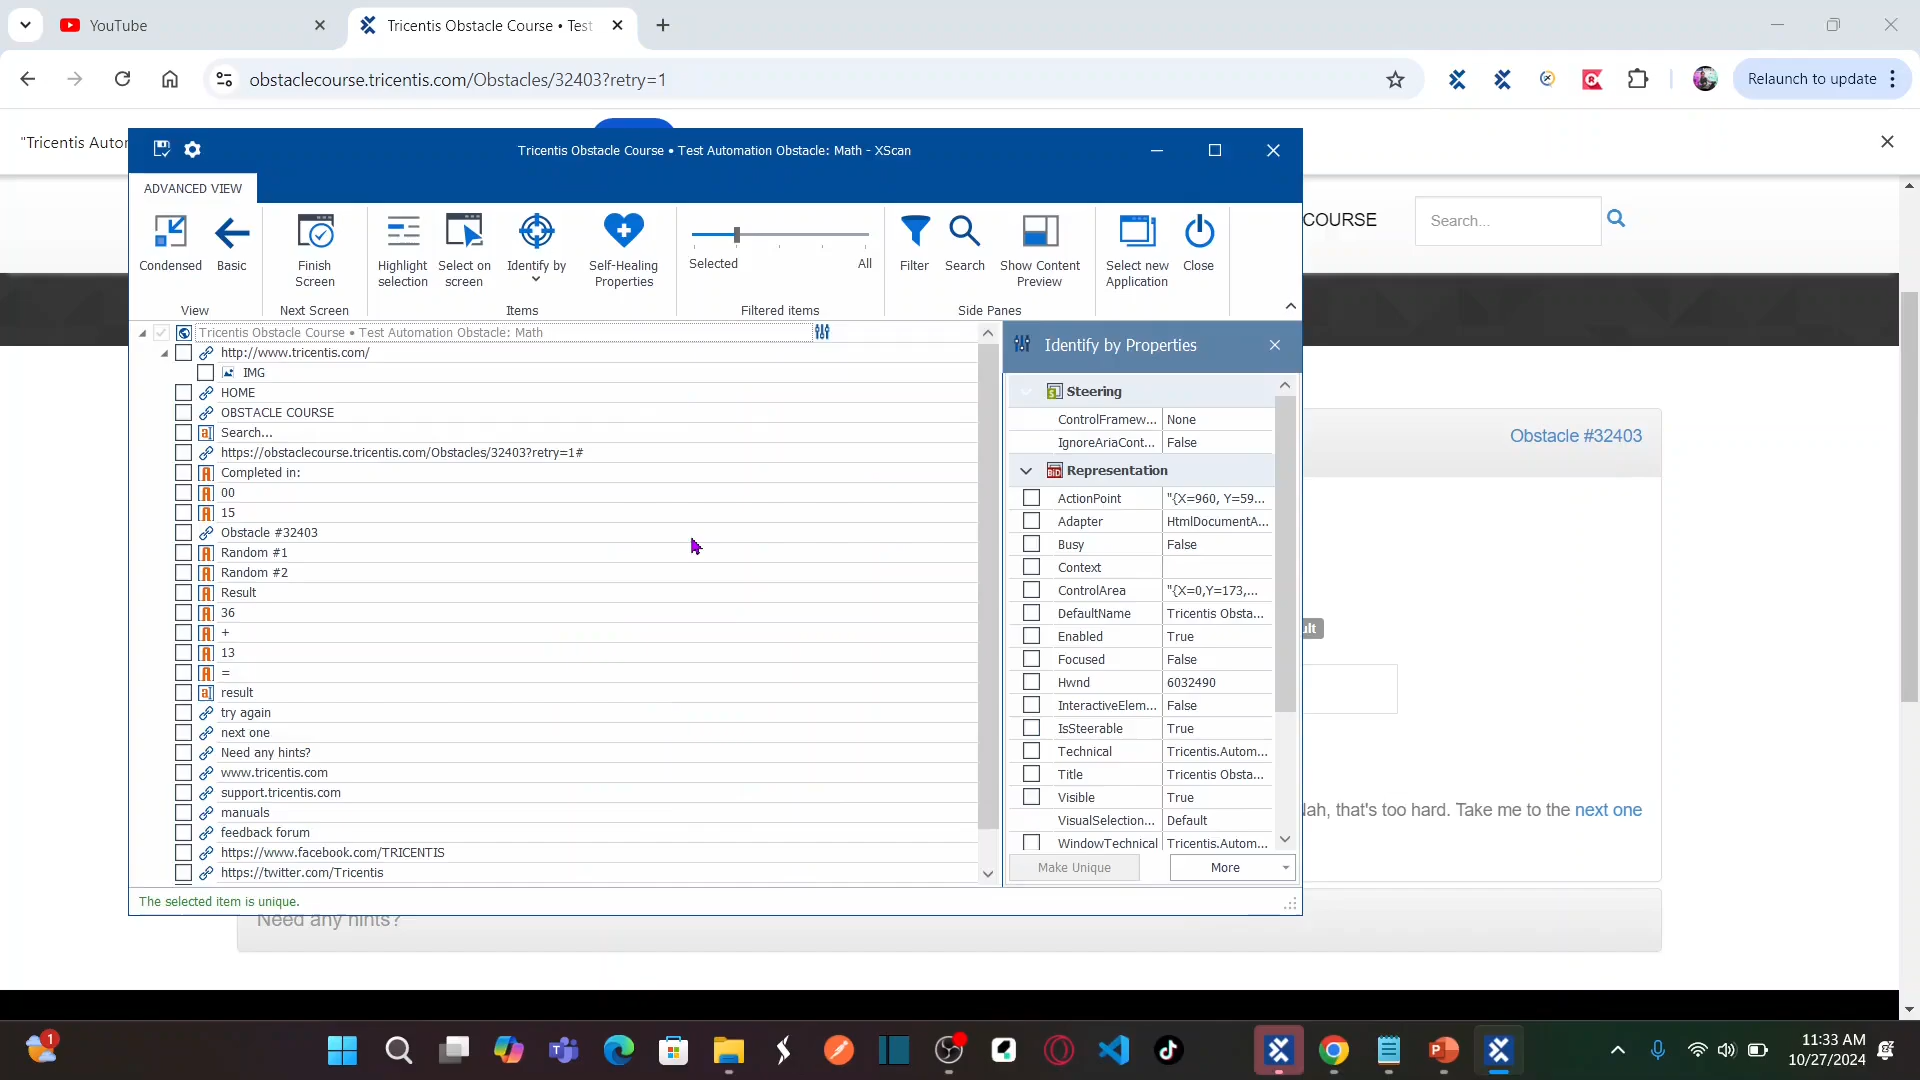 YouTube
Tricentis Obstacle Course • Test
obstaclecourse.tricentis.com/Obstacles/32403?retry=1
Relaunch to update
"Tricentis Autor
Tricentis Obstacle Course • Test Automation Obstacle: Math - XScan
ADVANCED VIEW
Condensed
Basic
Finish Screen
Highlight selection
Select on screen
Identify by
Self-Healing Properties
Selected
All
Filter
Search
Show Content Preview
Select new Application
Close
View
Next Screen
Items
Filtered items
Side Panes
COURSE
Search...
Tricentis Obstacle Course • Test Automation Obstacle: Math
http://www.tricentis.com/
IMG
HOME
OBSTACLE COURSE
Search...
https://obstaclecourse.tricentis.com/Obstacles/32403?retry=1#
Completed in:
00
15
Obstacle #32403
Random #1
Random #2
Result
36
+
13
=
result
try again
next one
Need any hints?
www.tricentis.com
support.tricentis.com
manuals
feedback forum
https://www.facebook.com/TRICENTIS
https://twitter.com/Tricentis
The selected item is unique.
Identify by Properties
Steering
ControlFramew... None
IgnoreAriaCont... False
Representation
ActionPoint "{X=960, Y=59...
Adapter HtmlDocumentA...
Busy False
Context
ControlArea "{X=0,Y=173,...
DefaultName Tricentis Obsta...
Enabled True
Focused False
Hwnd 6032490
InteractiveElem... False
IsSteerable True
Technical Tricentis.Autom...
Title Tricentis Obsta...
Visible True
VisualSelection... Default
WindowTechnical Tricentis.Autom...
Make Unique
More
Obstacle #32403
ult
Nah, that's too hard. Take me to the next one
Need any hints?
1
11:33 AM
10/27/2024